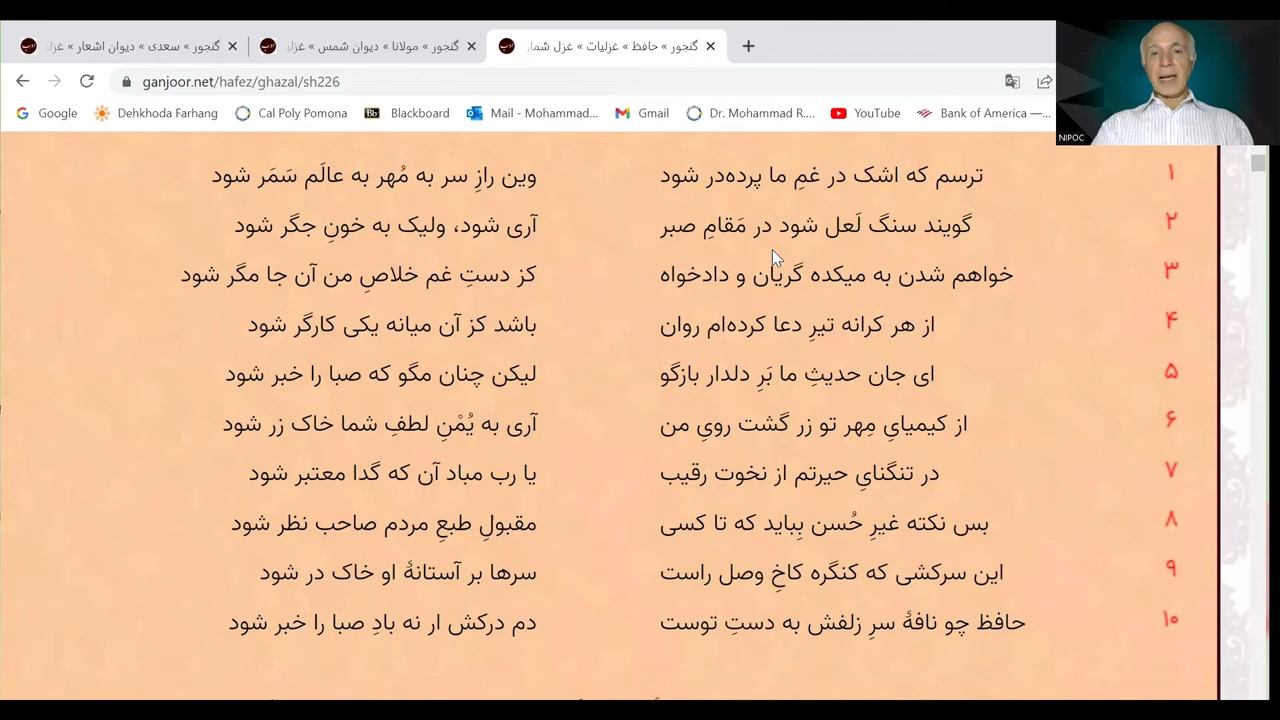 گنجور » حافظ » غزلیات » غزل شمار
گنجور » مولانا » دیوان شمس » غزلی
گنجور » سعدی » دیوان اشعار » غزلی
ganjoor.net/hafez/ghazal/sh226
Google Dehkhoda Farhang Cal Poly Pomona Blackboard Mail - Mohammad... Gmail Dr. Mohammad R.... YouTube Bank of America —...
NIPOC
۱ ترسم که اشک در غمِ ما پرده‌در شود وین رازِ سر به مُهر به عالَم سَمَر شود
۲ گویند سنگ لَعل شود در مَقامِ صبر آری شود، ولیک به خونِ جگر شود
۳ خواهم شدن به میکده گریان و دادخواه کز دستِ غم خلاصِ من آن جا مگر شود
۴ از هر کرانه تیرِ دعا کرده‌ام روان باشد کز آن میانه یکی کارگر شود
۵ ای جان حدیثِ ما بَرِ دلدار بازگو لیکن چنان مگو که صبا را خبر شود
۶ از کیمیایِ مِهر تو زر گشت رویِ من آری به یُمْنِ لطفِ شما خاک زر شود
۷ در تنگنایِ حیرتم از نخوت رقیب یا رب مباد آن که گدا معتبر شود
۸ بس نکته غیرِ حُسن بِباید که تا کسی مقبولِ طبعِ مردم صاحب نظر شود
۹ این سرکشی که کنگره کاخِ وصل راست سرها بر آستانهٔ او خاک در شود
۱۰ حافظ چو نافهٔ سرِ زلفش به دستِ توست دم درکش ار نه بادِ صبا را خبر شود